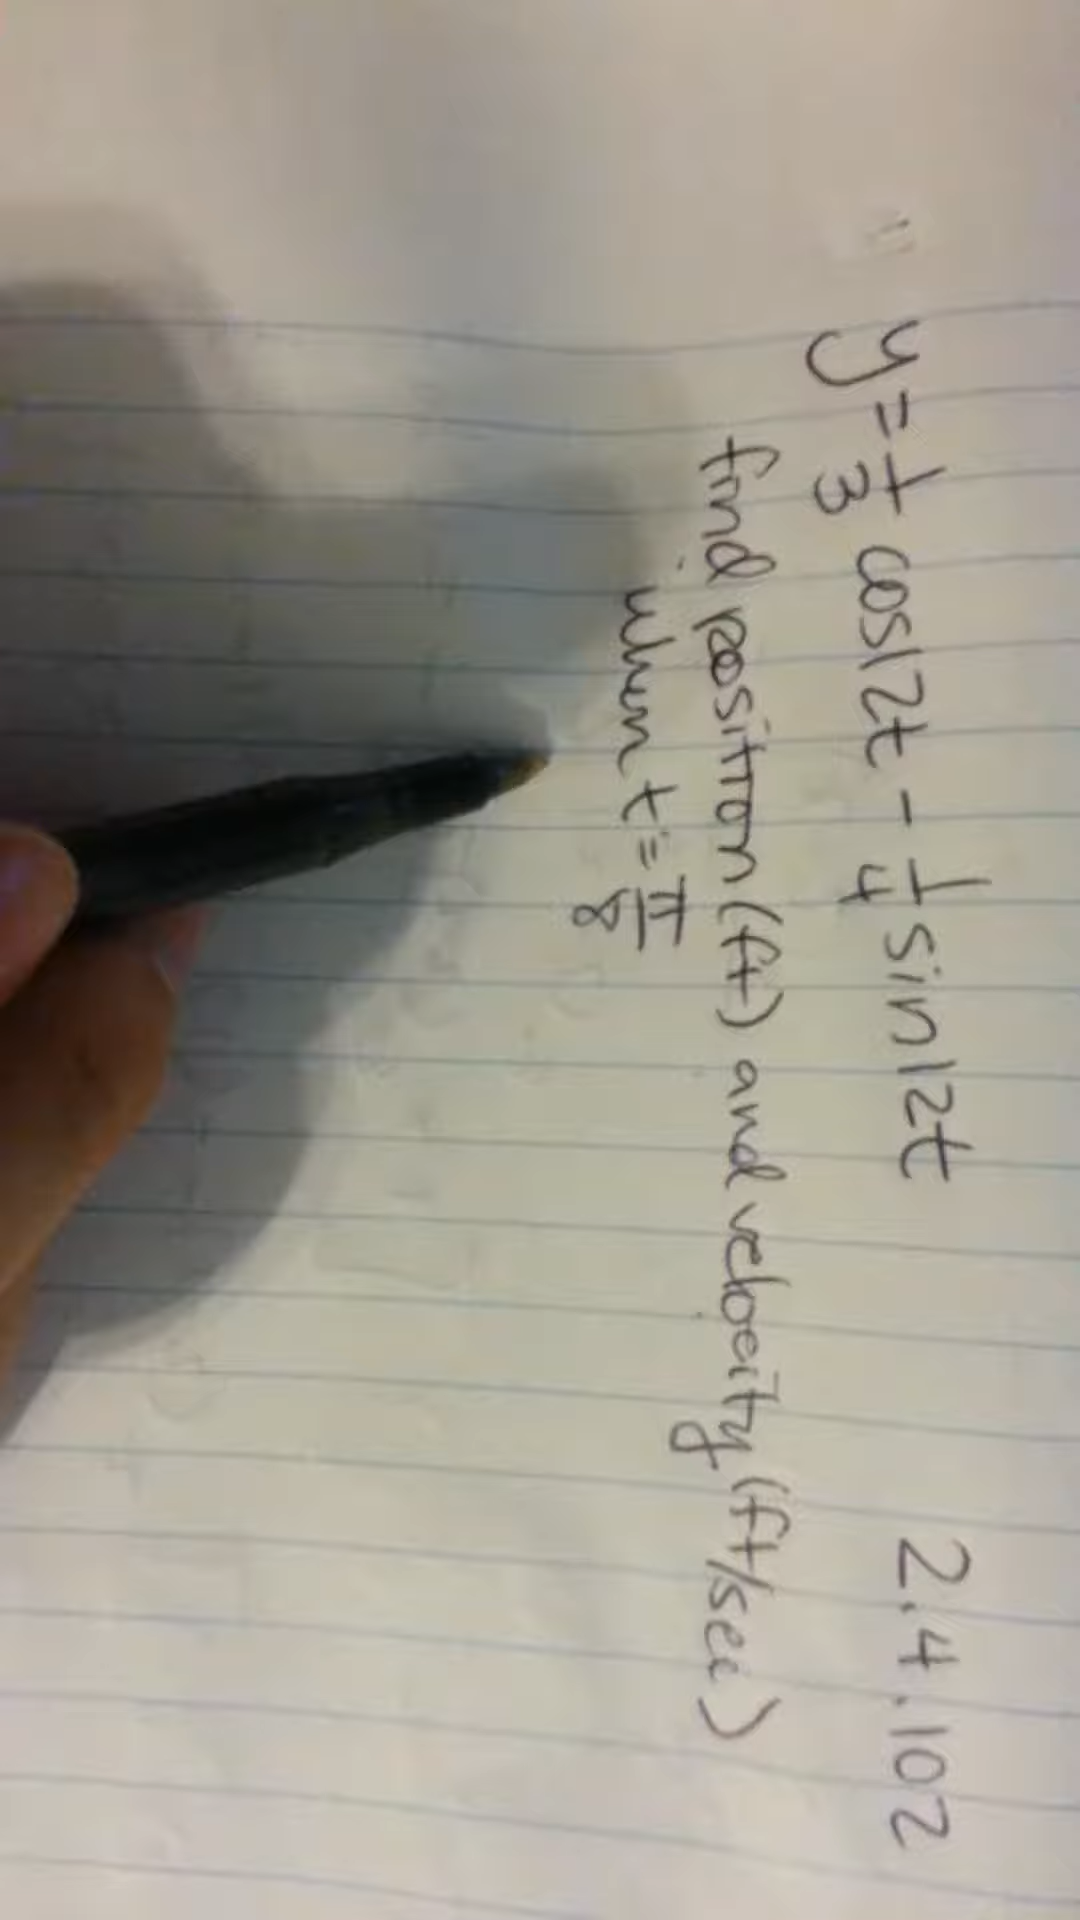 y = 1/3 cos12t - 1/4 sin12t 2.4.102
find position (ft) and velocity (ft/sec)
when t = π/8